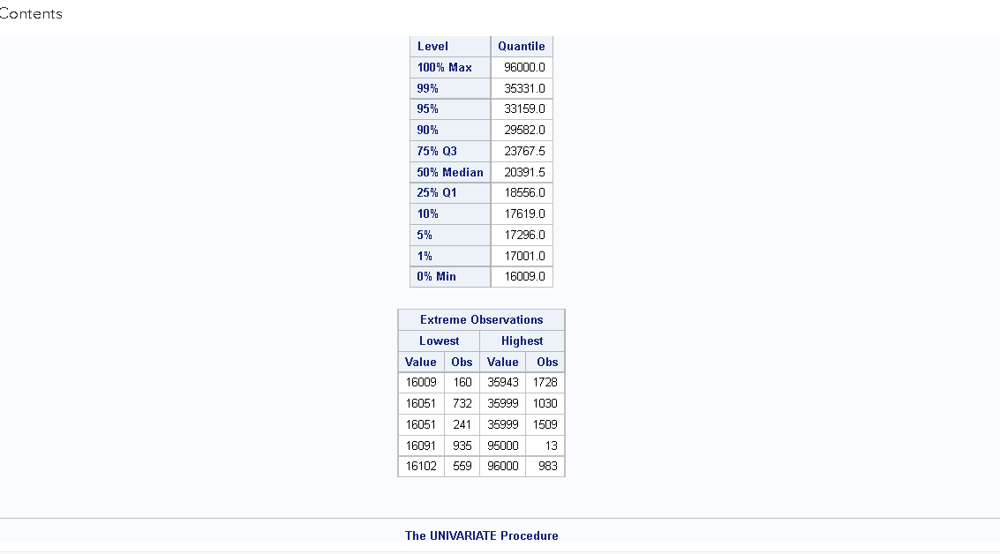 Contents
Level Quantile
100% Max 96000.0
99% 35331.0
95% 33159.0
90% 29582.0
75% Q3 23767.5
50% Median 20391.5
25% Q1 18556.0
10% 17619.0
5% 17296.0
1% 17001.0
0% Min 16009.0
Extreme Observations
Lowest Highest
Value Obs Value Obs
16009 160 35943 1728
16051 732 35999 1030
16051 241 35999 1509
16091 935 95000 13
16102 559 96000 983
The UNIVARIATE Procedure